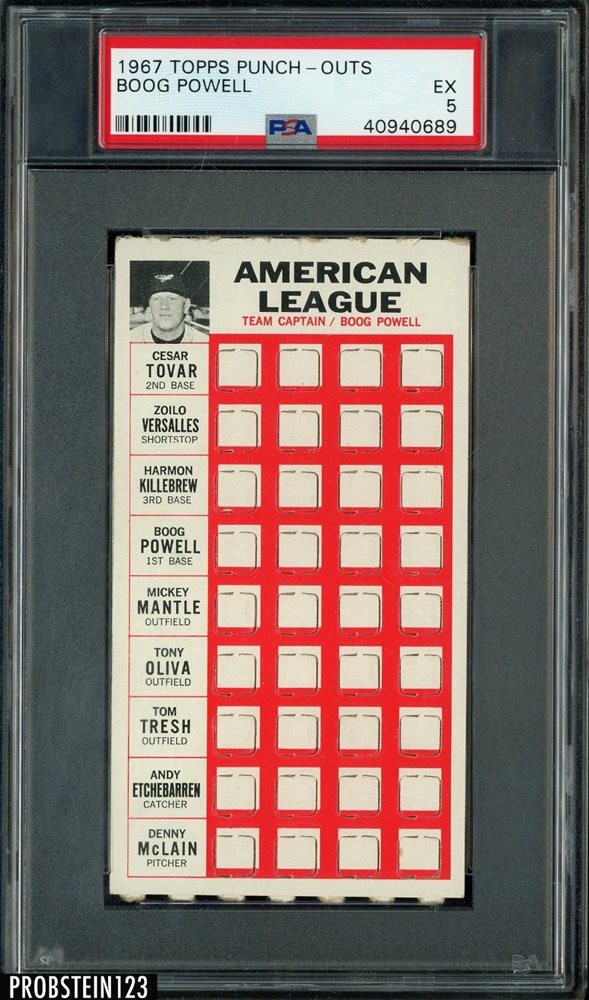 1967 TOPPS PUNCH-OUTS
BOOG POWELL EX
5
PSA 40940689
AMERICAN
LEAGUE
TEAM CAPTAIN / BOOG POWELL
CESAR
TOVAR
2ND BASE
ZOILO
VERSALLES
SHORTSTOP
HARMON
KILLEBREW
3RD BASE
BOOG
POWELL
1ST BASE
MICKEY
MANTLE
OUTFIELD
TONY
OLIVA
OUTFIELD
TOM
TRESH
OUTFIELD
ANDY
ETCHEBARREN
CATCHER
DENNY
McLAIN
PITCHER
PSA
PROBSTEIN123